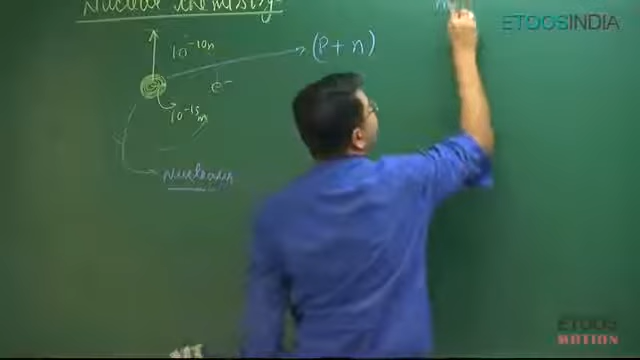 Nuclear chemistry-
ETOOSINDIA
10⁻¹⁰m
(P + n)
e⁻
10⁻¹⁵m
Nucleons
ETOOS
MOTION